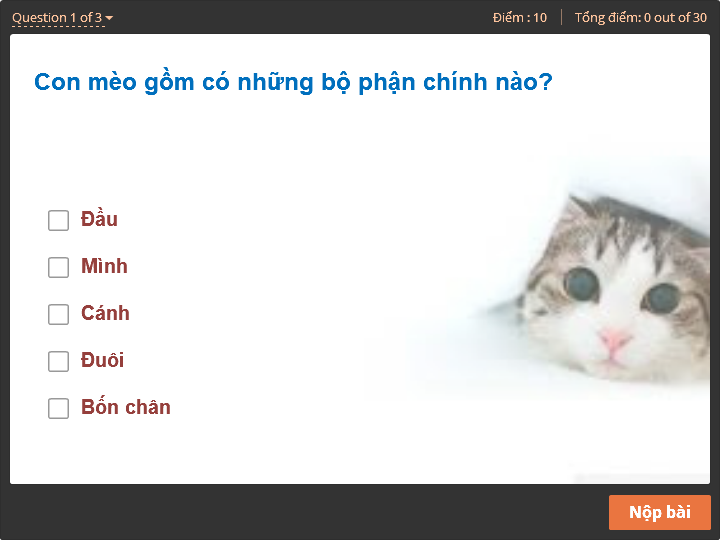 Question 1 of 3
Điểm : 10
Tổng điểm: 0 out of 30
Con mèo gồm có những bộ phận chính nào?
Đầu
Mình
Cánh
Đuôi
Bốn chân
Nộp bài